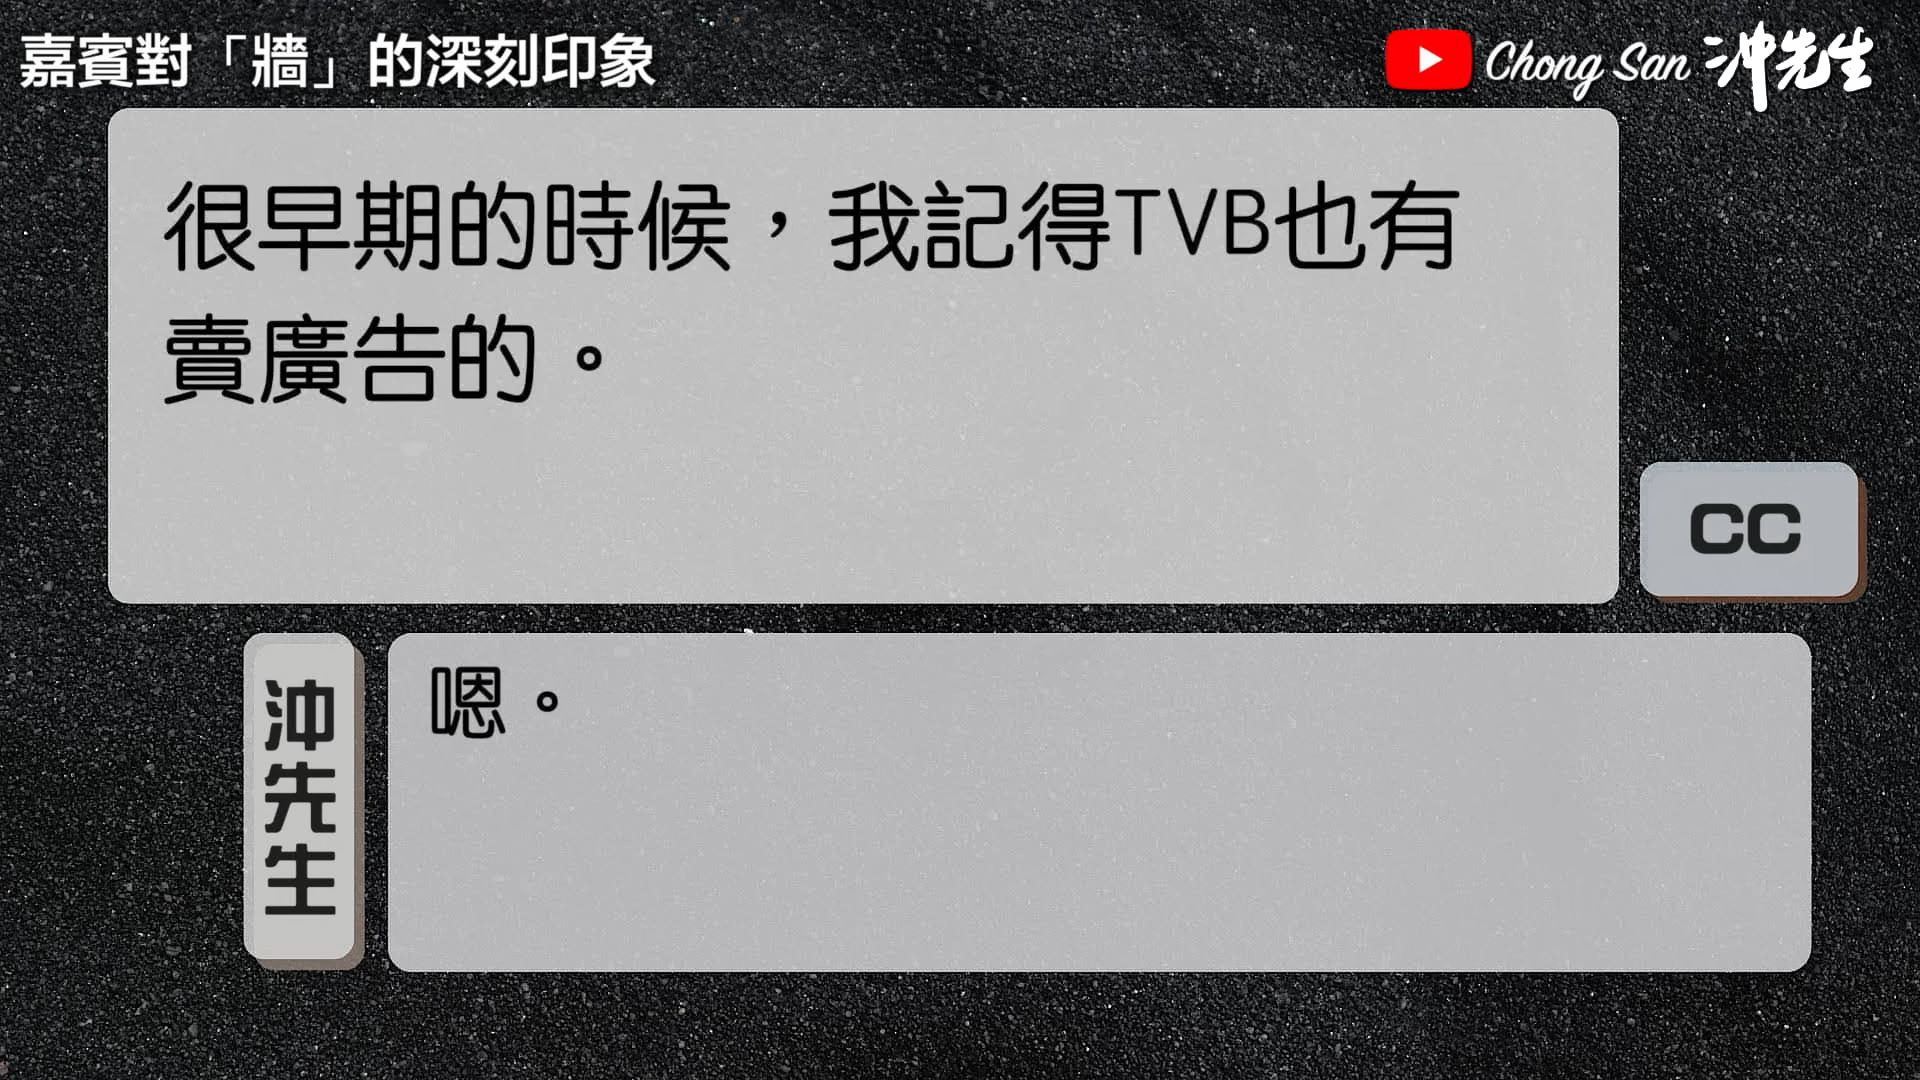 嘉賓對「牆」的深刻印象
Chong San 沖先生
很早期的時候，我記得TVB也有
賣廣告的。
CC
沖先生
嗯。